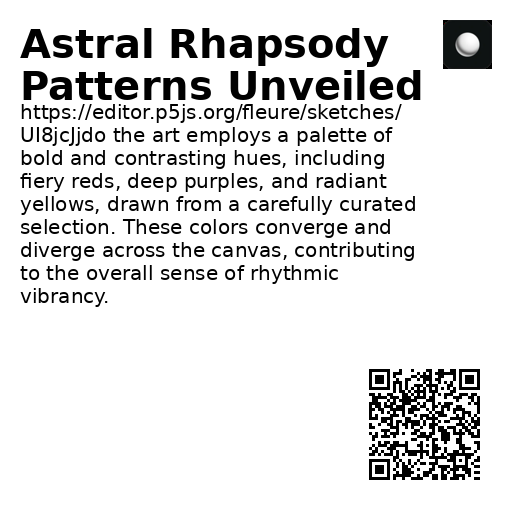 Astral Rhapsody
Patterns Unveiled
https://editor.p5js.org/fleure/sketches/
UI8jcJjdo the art employs a palette of
bold and contrasting hues, including
fiery reds, deep purples, and radiant
yellows, drawn from a carefully curated
selection. These colors converge and
diverge across the canvas, contributing
to the overall sense of rhythmic
vibrancy.